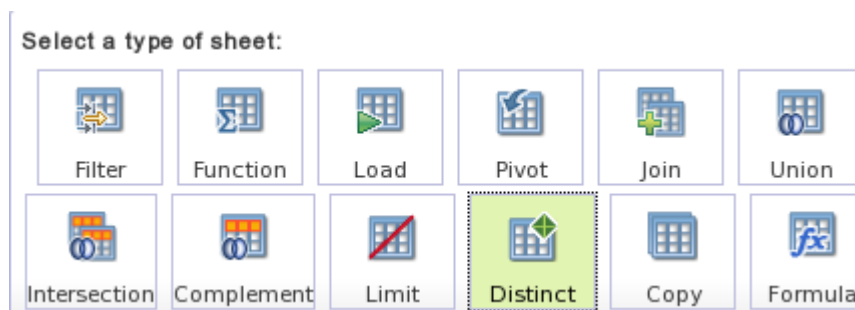 Select a type of sheet:
Filter Function Load Pivot Join Union
Intersection Complement Limit Distinct Copy Formula